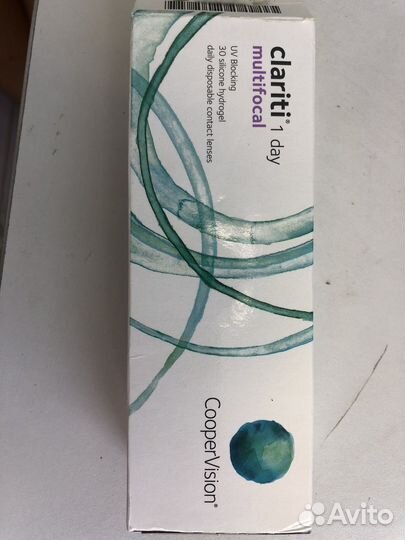 clariti® 1 day
multifocal
UV Blocking
30 silicone hydrogel
daily disposable contact lenses
CooperVision®
Avito